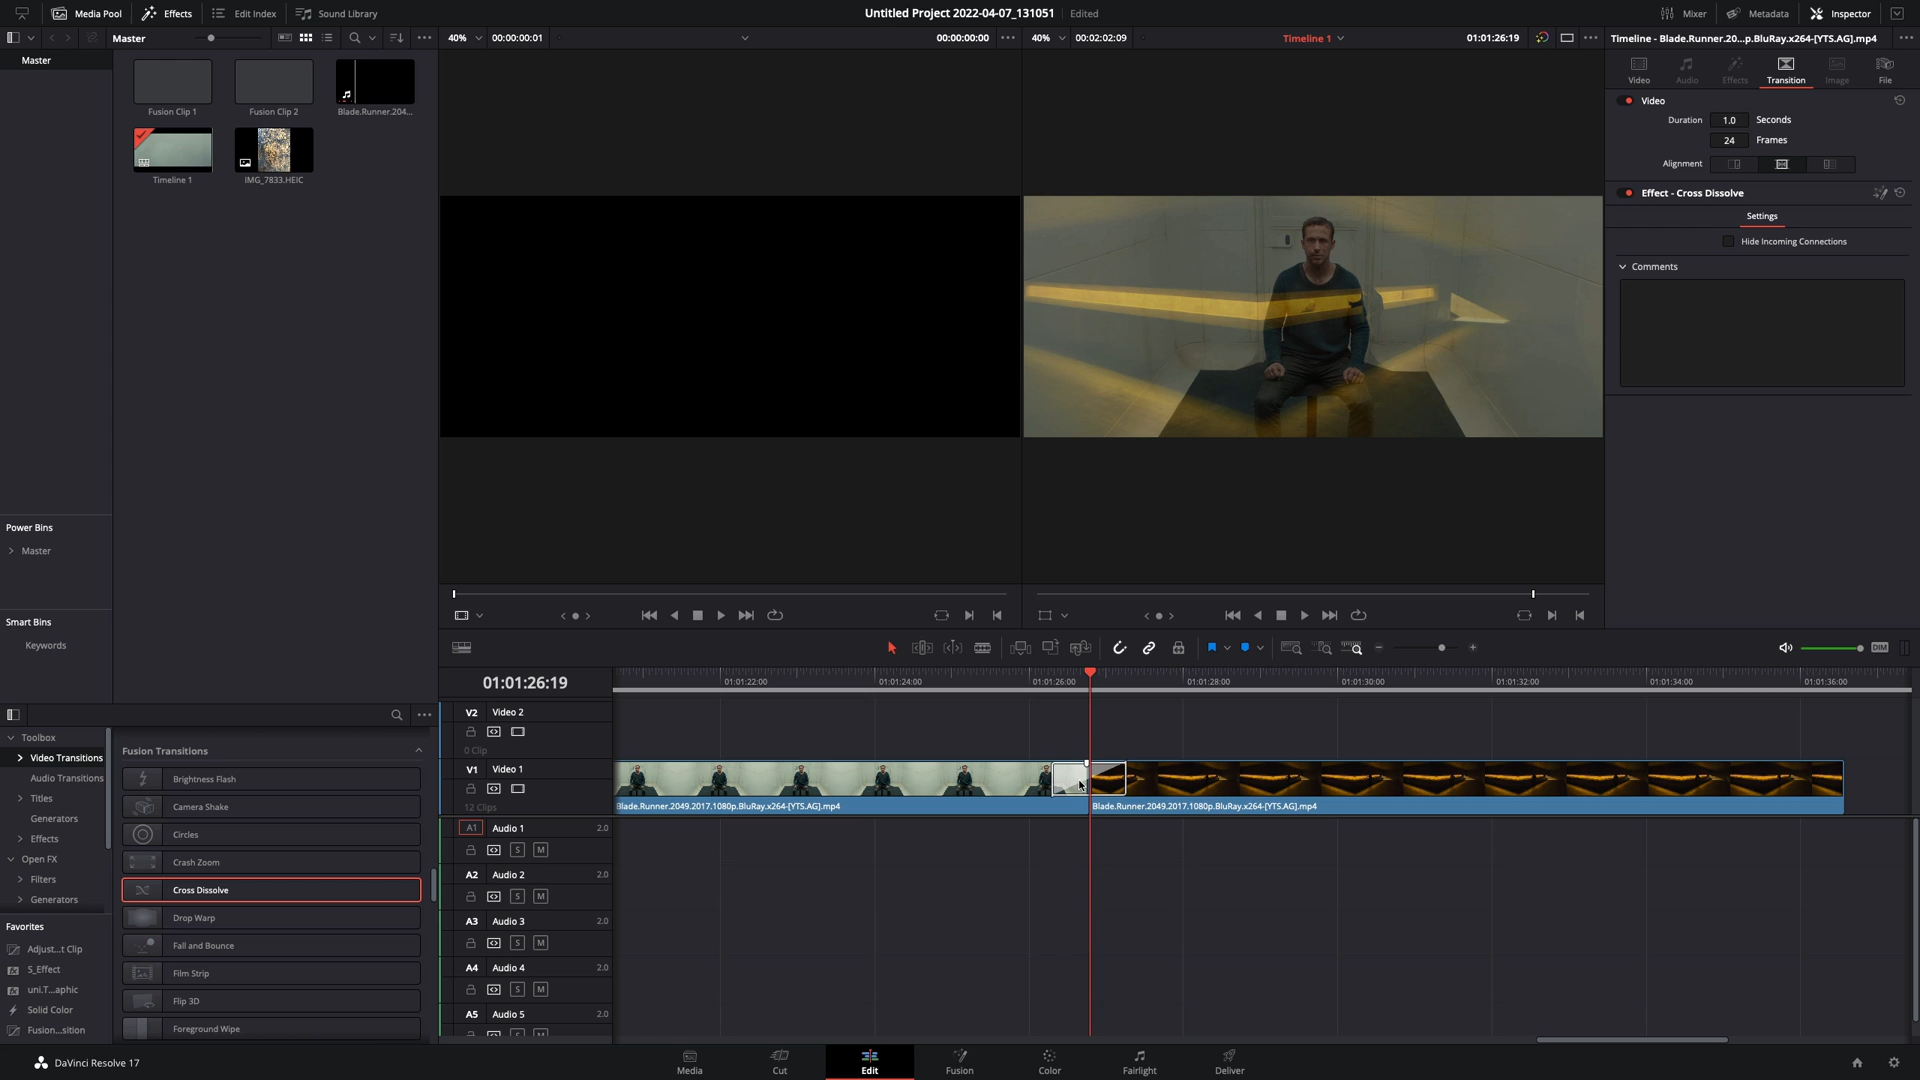 Media Pool
Effects
Edit Index
Sound Library
Untitled Project 2022-04-07_131051
Edited
Mixer
Metadata
Inspector
Master
40%
00:00:00:01
00:00:00:00
40%
00:02:02:09
Timeline 1
01:01:26:19
Timeline - Blade.Runner.20...p.BluRay.x264-[YTS.AG].mp4
Master
Fusion Clip 1
Fusion Clip 2
Blade.Runner.204...
Timeline 1
IMG_7833.HEIC
Video
Audio
Effects
Transition
Image
File
Video
Duration
1.0
Seconds
24
Frames
Alignment
Effect - Cross Dissolve
Settings
Hide Incoming Connections
Comments
Power Bins
Master
Smart Bins
Keywords
DIM
01:01:26:19
01:01:22:00
01:01:24:00
01:01:26:00
01:01:28:00
01:01:30:00
01:01:32:00
01:01:34:00
01:01:36:00
V2
Video 2
0 Clip
V1
Video 1
12 Clips
Blade.Runner.2049.2017.1080p.BluRay.x264-[YTS.AG].mp4
Blade.Runner.2049.2017.1080p.BluRay.x264-[YTS.AG].mp4
A1
Audio 1
2.0
S
M
A2
Audio 2
2.0
S
M
A3
Audio 3
2.0
S
M
A4
Audio 4
2.0
S
M
A5
Audio 5
2.0
S
M
Toolbox
Video Transitions
Audio Transitions
Titles
Generators
Effects
Open FX
Filters
Generators
Favorites
Adjust...t Clip
S_Effect
uni.T...aphic
Solid Color
Fusion...sition
Fusion Transitions
Brightness Flash
Camera Shake
Circles
Crash Zoom
Cross Dissolve
Drop Warp
Fall and Bounce
Film Strip
Flip 3D
Foreground Wipe
DaVinci Resolve 17
Media
Cut
Edit
Fusion
Color
Fairlight
Deliver